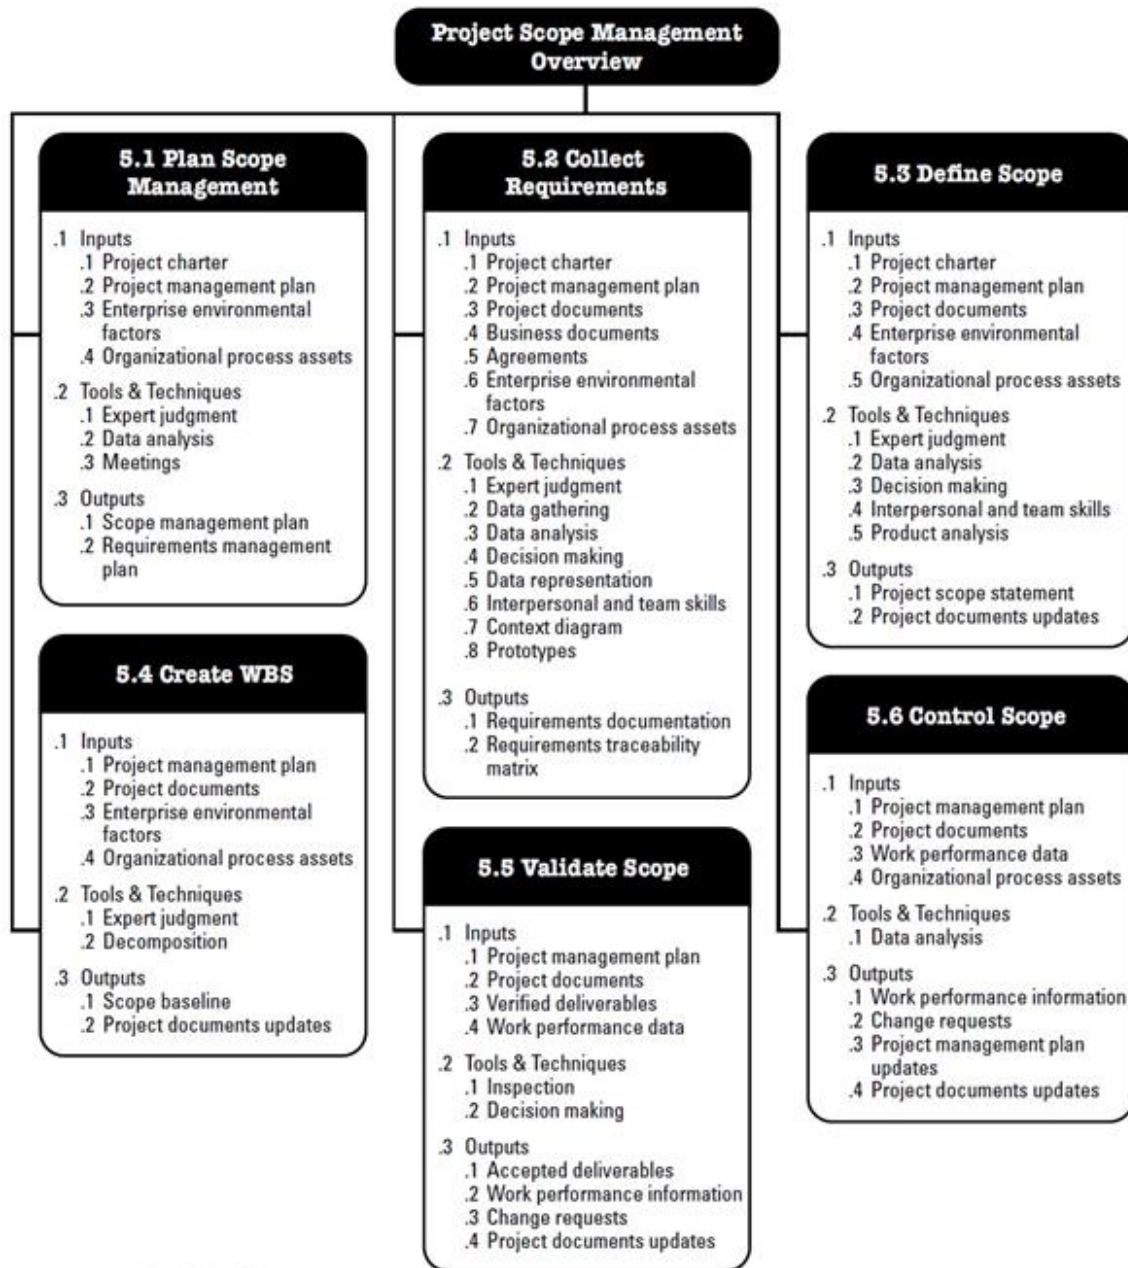 Project Scope Management
Overview
5.1 Plan Scope
Management
.1 Inputs
.1 Project charter
.2 Project management plan
.3 Enterprise environmental
factors
.4 Organizational process assets
.2 Tools & Techniques
.1 Expert judgment
.2 Data analysis
.3 Meetings
.3 Outputs
.1 Scope management plan
.2 Requirements management
plan
5.2 Collect
Requirements
.1 Inputs
.1 Project charter
.2 Project management plan
.3 Project documents
.4 Business documents
.5 Agreements
.6 Enterprise environmental
factors
.7 Organizational process assets
.2 Tools & Techniques
.1 Expert judgment
.2 Data gathering
.3 Data analysis
.4 Decision making
.5 Data representation
.6 Interpersonal and team skills
.7 Context diagram
.8 Prototypes
.3 Outputs
.1 Requirements documentation
.2 Requirements traceability
matrix
5.3 Define Scope
.1 Inputs
.1 Project charter
.2 Project management plan
.3 Project documents
.4 Enterprise environmental
factors
.5 Organizational process assets
.2 Tools & Techniques
.1 Expert judgment
.2 Data analysis
.3 Decision making
.4 Interpersonal and team skills
.5 Product analysis
.3 Outputs
.1 Project scope statement
.2 Project documents updates
5.4 Create WBS
.1 Inputs
.1 Project management plan
.2 Project documents
.3 Enterprise environmental
factors
.4 Organizational process assets
.2 Tools & Techniques
.1 Expert judgment
.2 Decomposition
.3 Outputs
.1 Scope baseline
.2 Project documents updates
5.5 Validate Scope
.1 Inputs
.1 Project management plan
.2 Project documents
.3 Verified deliverables
.4 Work performance data
.2 Tools & Techniques
.1 Inspection
.2 Decision making
.3 Outputs
.1 Accepted deliverables
.2 Work performance information
.3 Change requests
.4 Project documents updates
5.6 Control Scope
.1 Inputs
.1 Project management plan
.2 Project documents
.3 Work performance data
.4 Organizational process assets
.2 Tools & Techniques
.1 Data analysis
.3 Outputs
.1 Work performance information
.2 Change requests
.3 Project management plan
updates
.4 Project documents updates